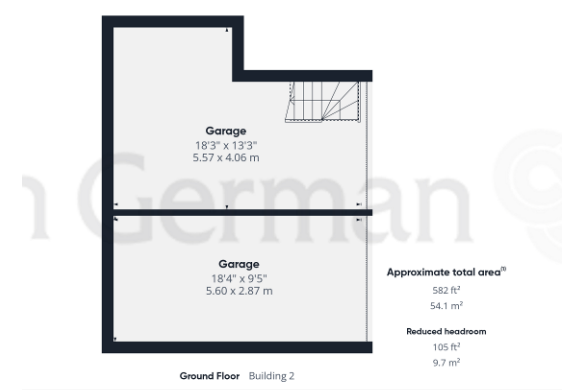 Garage
18'3" x 13'3"
5.57 x 4.06 m
n German
Garage
18'4" x 9'5"
5.60 x 2.87 m
Approximate total area⁽¹⁾
582 ft²
54.1 m²
Reduced headroom
105 ft²
9.7 m²
Ground Floor Building 2